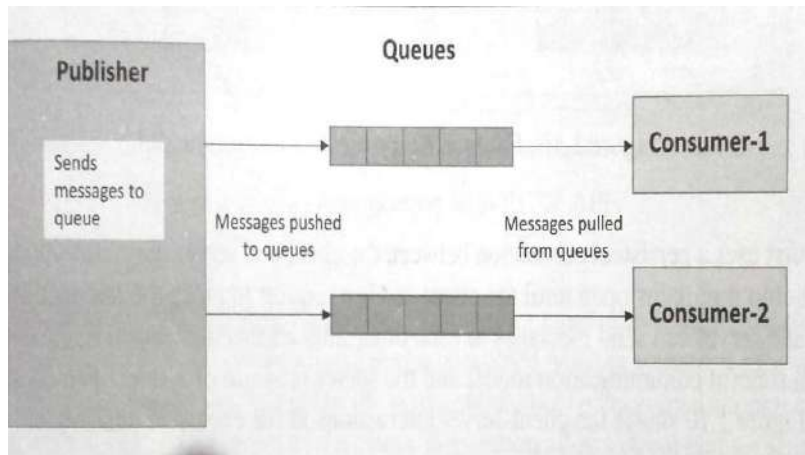 Queues
Publisher
Sends
messages to
queue
Consumer-1
Messages pushed
to queues
Messages pulled
from queues
Consumer-2